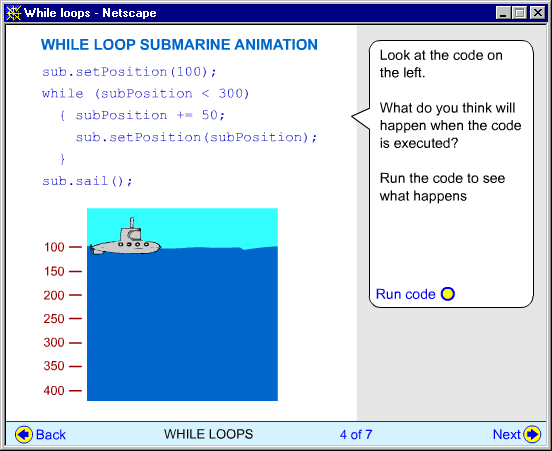 While loops - Netscape
WHILE LOOP SUBMARINE ANIMATION
sub.setPosition(100);
while (subPosition < 300)
{ subPosition += 50;
sub.setPosition(subPosition);
}
sub.sail();
100
150
200
250
300
350
400
Look at the code on
the left.
What do you think will
happen when the code
is executed?
Run the code to see
what happens
Run code
Back
WHILE LOOPS
4 of 7
Next